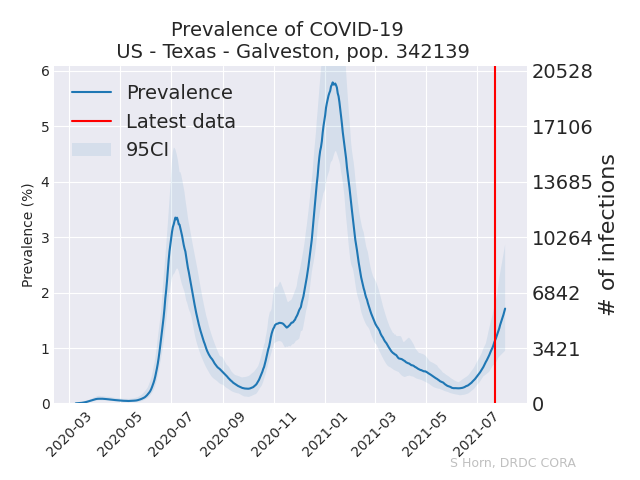 Prevalence of COVID-19
US - Texas - Galveston, pop. 342139
Prevalence
Latest data
95CI
Prevalence (%)
6
5
4
3
2
1
0
20528
17106
13685
10264
6842
3421
0
# of infections
2020-03
2020-05
2020-07
2020-09
2020-11
2021-01
2021-03
2021-05
2021-07
S Horn, DRDC CORA